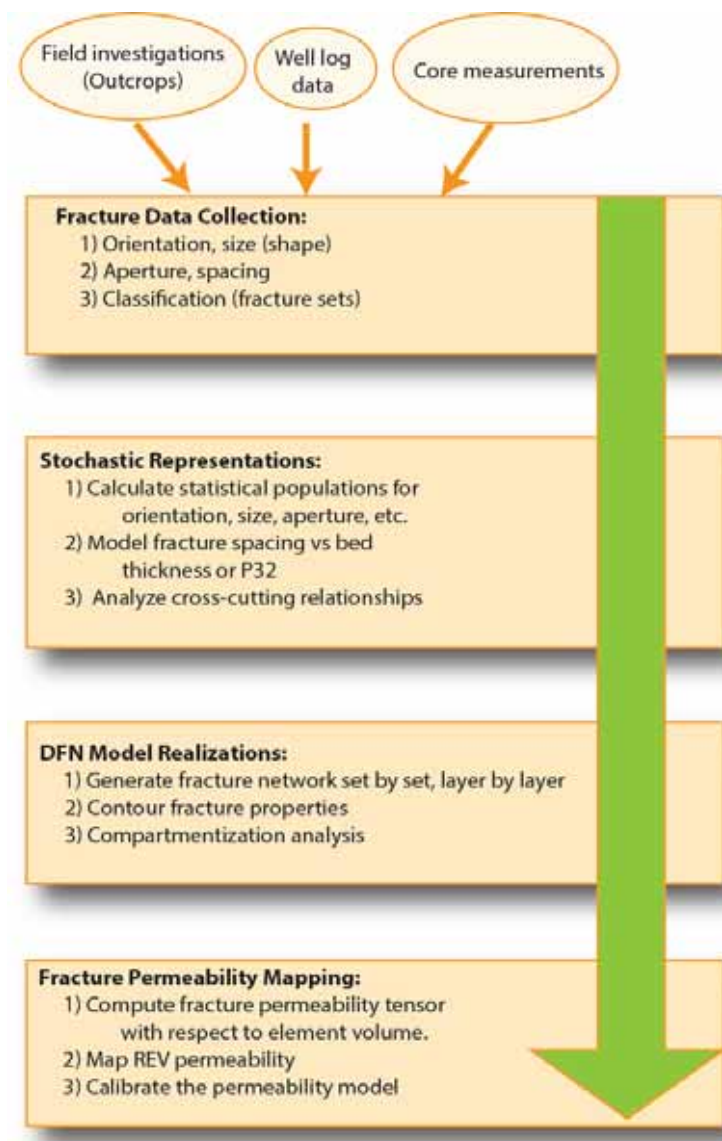 Field investigations
(Outcrops)
Well log
data
Core measurements
Fracture Data Collection:
1) Orientation, size (shape)
2) Aperture, spacing
3) Classification (fracture sets)
Stochastic Representations:
1) Calculate statistical populations for
orientation, size, aperture, etc.
2) Model fracture spacing vs bed
thickness or P32
3) Analyze cross-cutting relationships
DFN Model Realizations:
1) Generate fracture network set by set, layer by layer
2) Contour fracture properties
3) Compartmentization analysis
Fracture Permeability Mapping:
1) Compute fracture permeability tensor
with respect to element volume.
2) Map REV permeability
3) Calibrate the permeability model